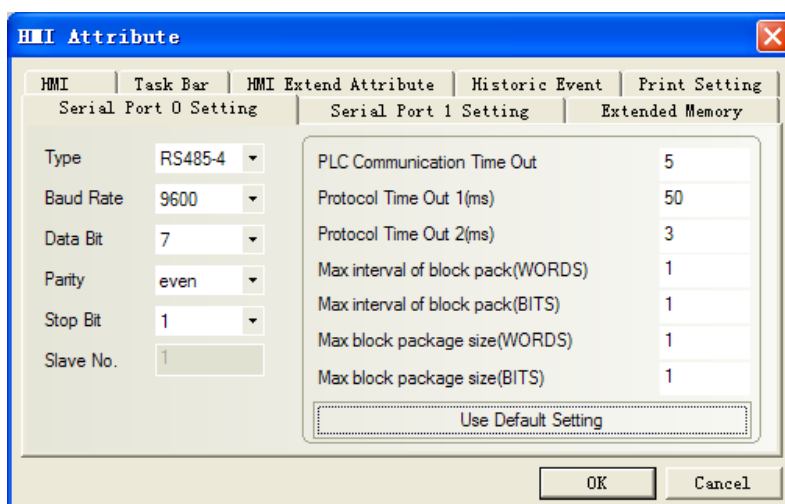 HMI Attribute
HMI Task Bar HMI Extend Attribute Historic Event Print Setting
Serial Port 0 Setting Serial Port 1 Setting Extended Memory
Type RS485-4
Baud Rate 9600
Data Bit 7
Parity even
Stop Bit 1
Slave No. 1
PLC Communication Time Out 5
Protocol Time Out 1(ms) 50
Protocol Time Out 2(ms) 3
Max interval of block pack(WORDS) 1
Max interval of block pack(BITS) 1
Max block package size(WORDS) 1
Max block package size(BITS) 1
Use Default Setting
OK Cancel